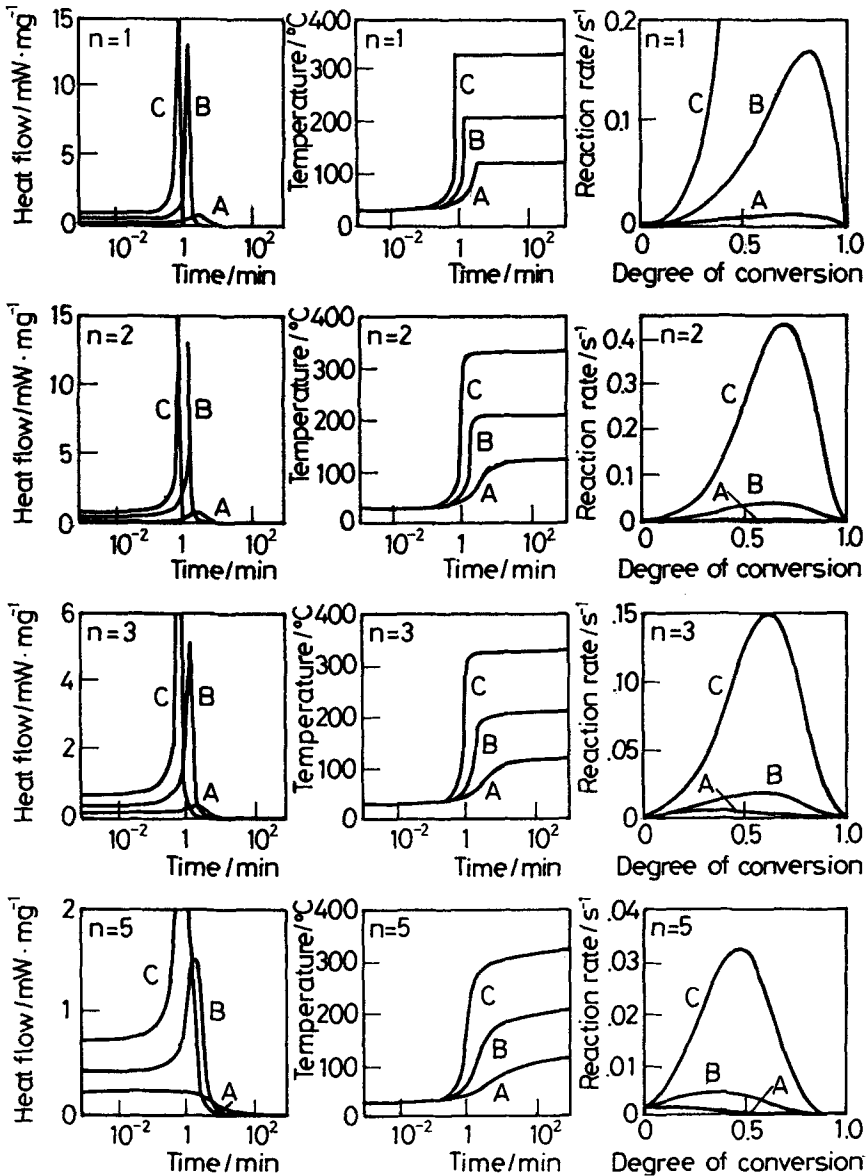 Heat flow/mW·mg⁻¹
15
10
5
0
n=1
C
B
A
10⁻²
1
10²
Time/min
Temperature/°C
400
300
200
100
0
n=1
C
B
A
10⁻²
1
10²
Time/min
Reaction rate/s⁻¹
0.2
0.1
0
n=1
C
B
A
0
0.5
1.0
Degree of conversion
Heat flow/mW·mg⁻¹
15
10
5
0
n=2
C
B
A
10⁻²
1
10²
Time/min
Temperature/°C
400
300
200
100
0
n=2
C
B
A
10⁻²
1
10²
Time/min
Reaction rate/s⁻¹
0.4
0.3
0.2
0.1
0
n=2
C
A
B
0
0.5
1.0
Degree of conversion
Heat flow/mW·mg⁻¹
6
4
2
0
n=3
C
B
A
10⁻²
1
10²
Time/min
Temperature/°C
400
300
200
100
0
n=3
C
B
A
10⁻²
1
10²
Time/min
Reaction rate/s⁻¹
.15
.10
.05
0
n=3
C
A
B
0
0.5
1.0
Degree of conversion
Heat flow/mW·mg⁻¹
2
1
0
n=5
C
B
A
10⁻²
1
10²
Time/min
Temperature/°C
400
300
200
100
0
n=5
C
B
A
10⁻²
1
10²
Time/min
Reaction rate/s⁻¹
.04
.03
.02
.01
0
n=5
C
B
A
0
0.5
1.0
Degree of conversion